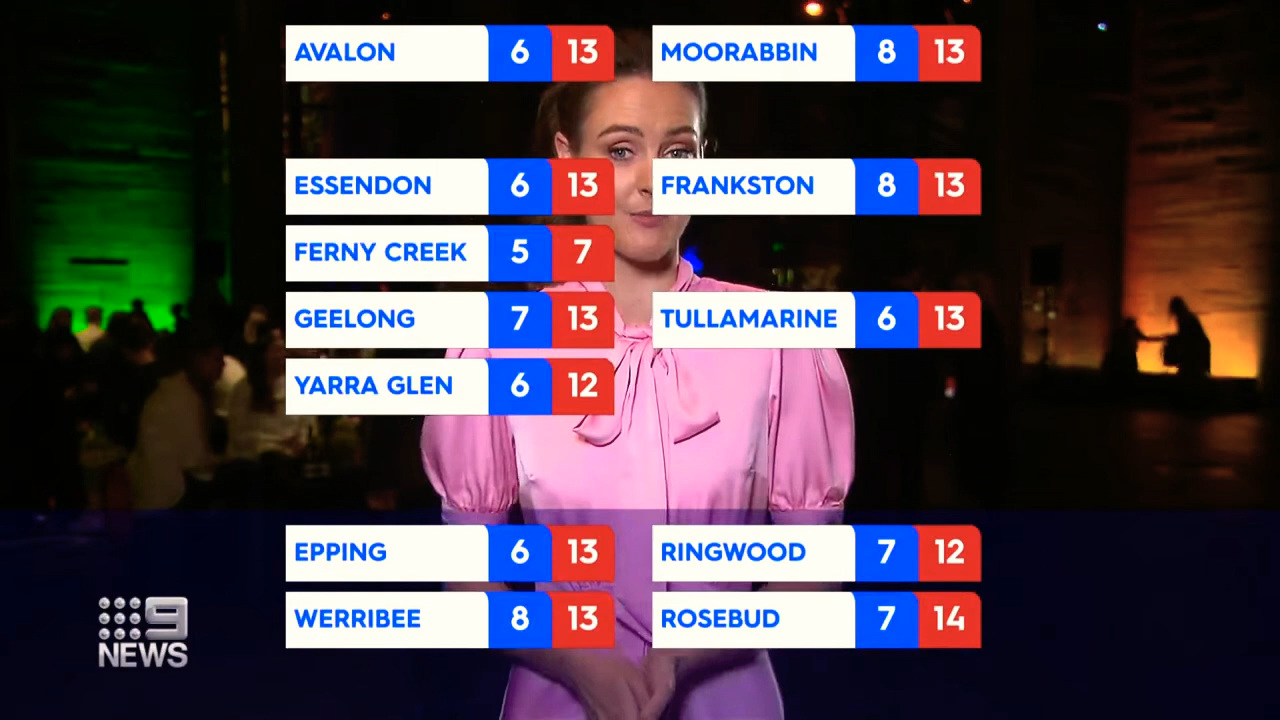 AVALON 6 13 MOORABBIN 8 13
ESSENDON 6 13 FRANKSTON 8 13
FERNY CREEK 5 7
GEELONG 7 13 TULLAMARINE 6 13
YARRA GLEN 6 12
EPPING 6 13 RINGWOOD 7 12
WERRIBEE 8 13 ROSEBUD 7 14
9
NEWS